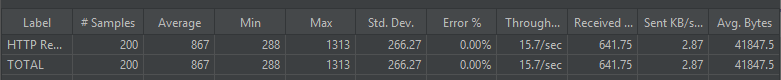 Label # Samples Average Min Max Std. Dev. Error % Through... Received ... Sent KB/s... Avg. Bytes
HTTP Re... 200 867 288 1313 266.27 0.00% 15.7/sec 641.75 2.87 41847.5
TOTAL 200 867 288 1313 266.27 0.00% 15.7/sec 641.75 2.87 41847.5